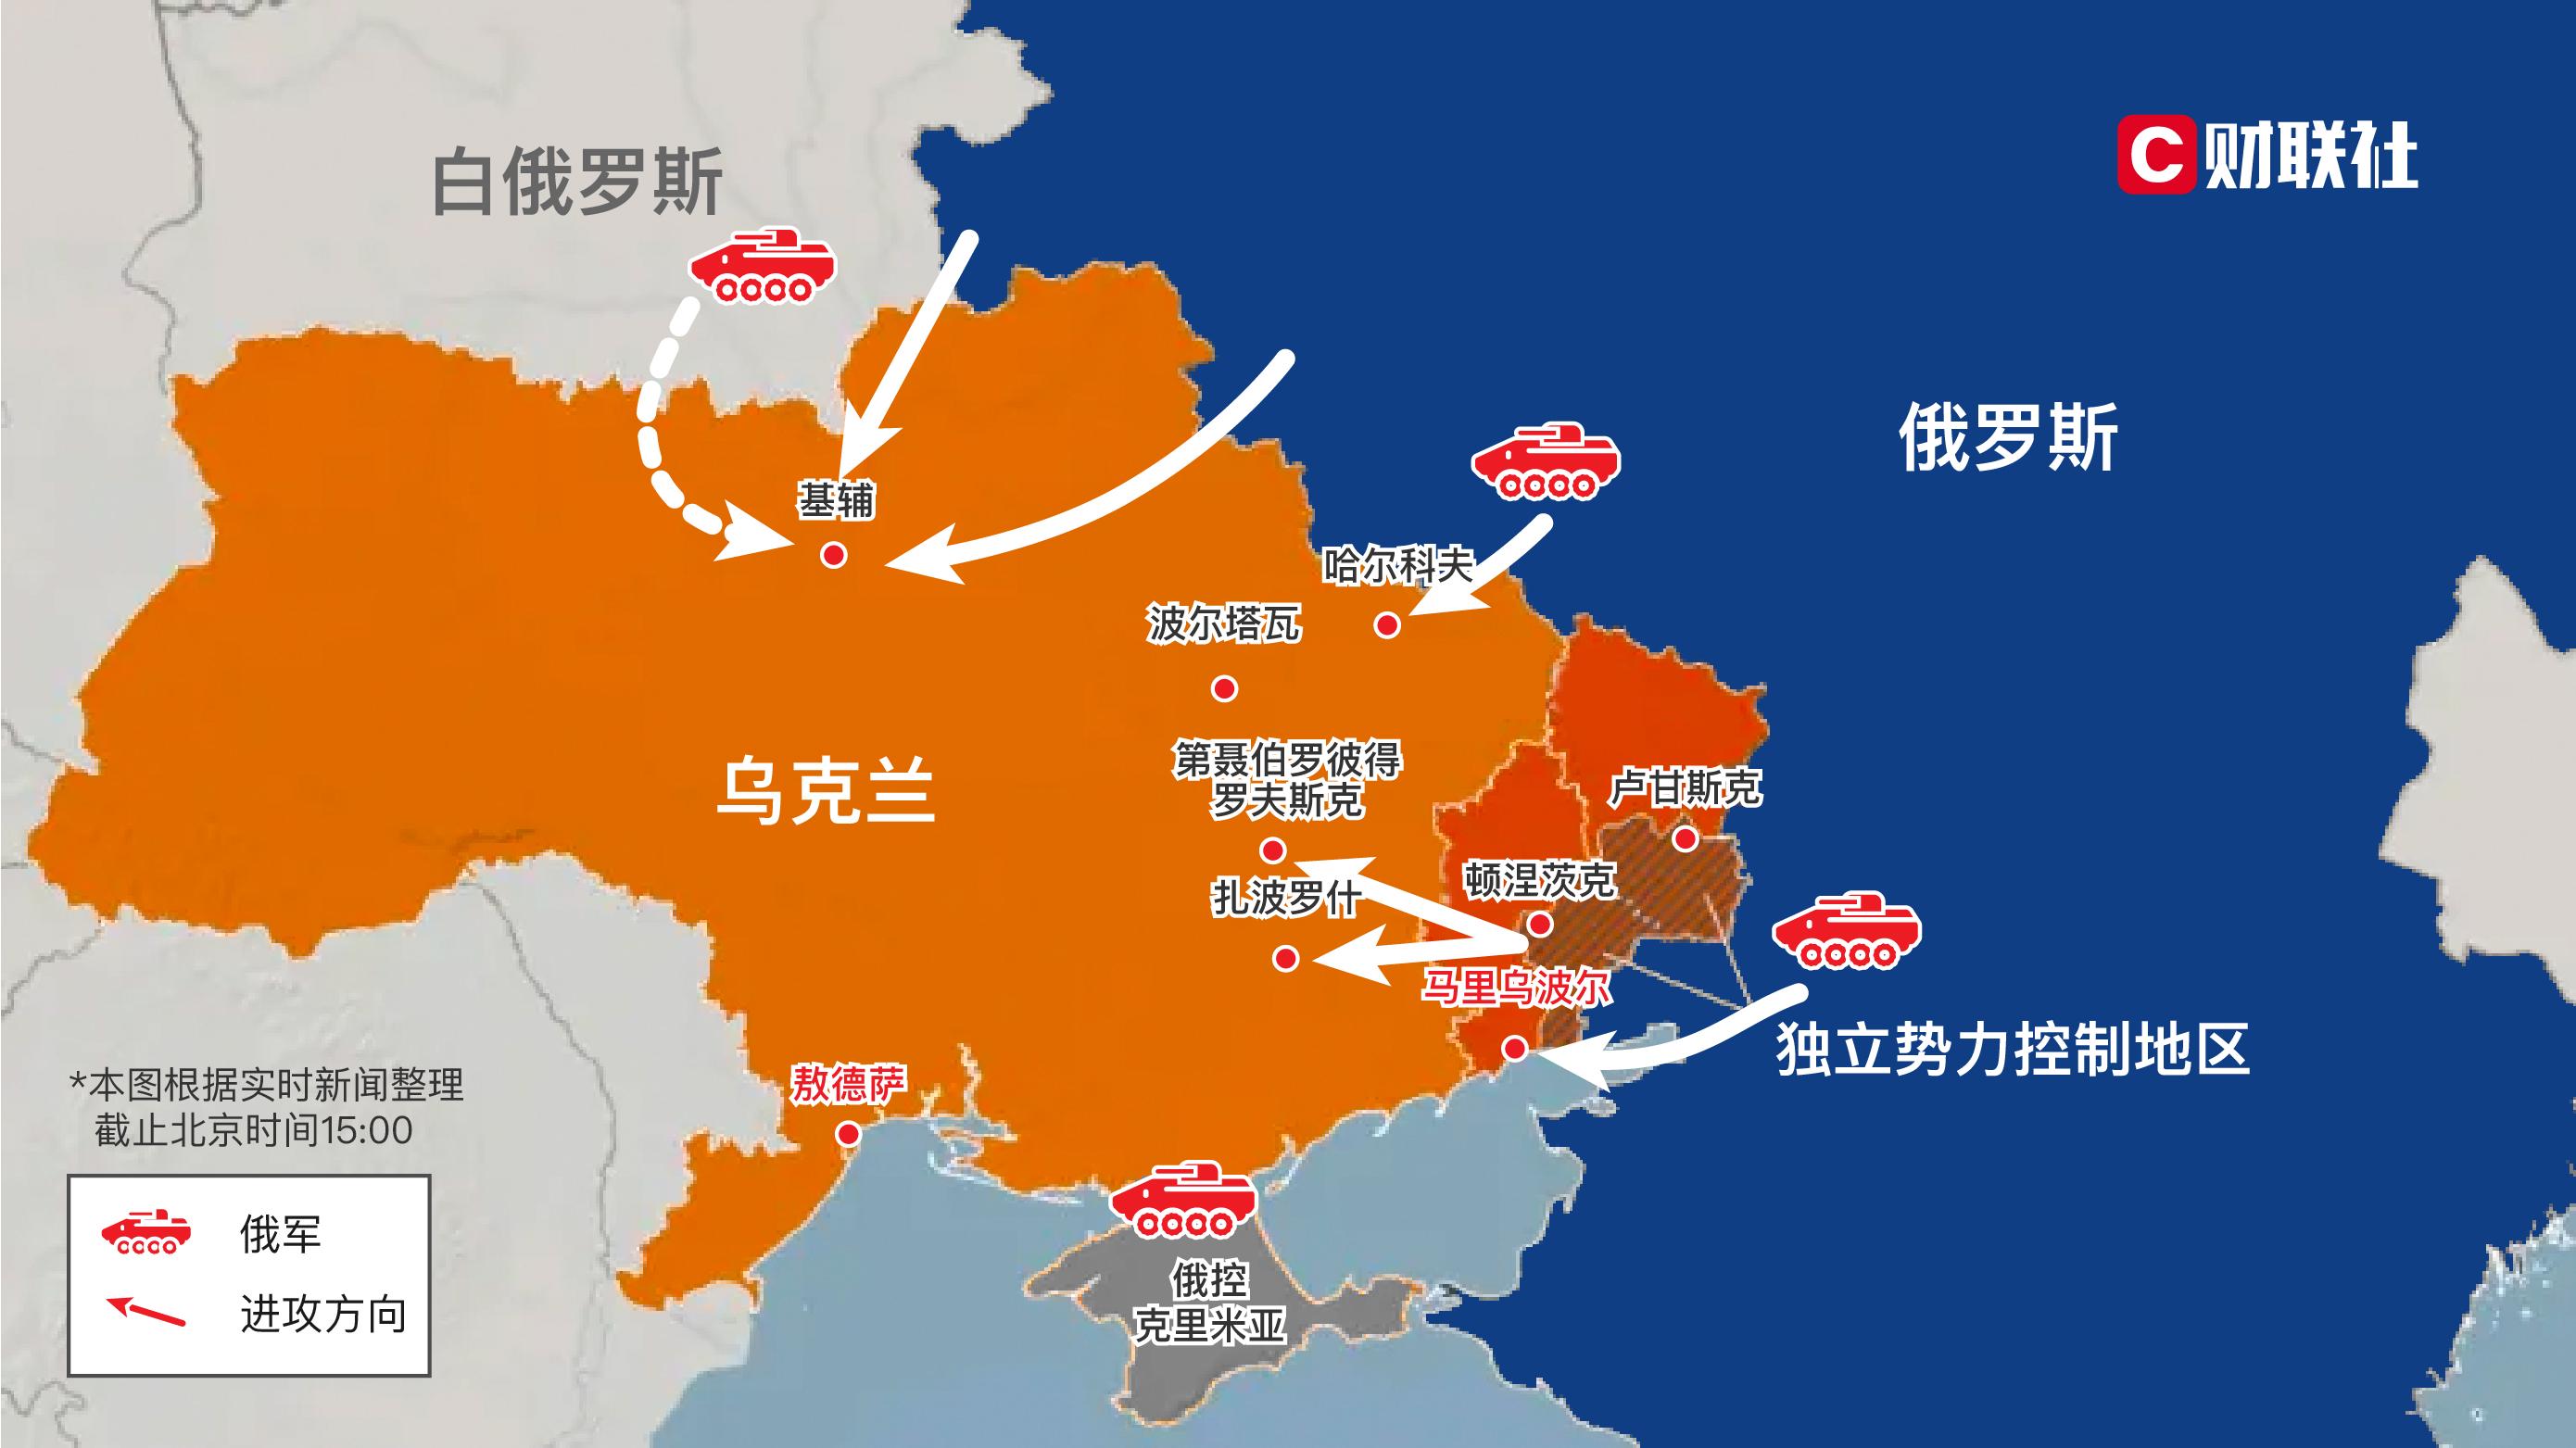 C 财联社
白俄罗斯
俄罗斯
基辅
哈尔科夫
波尔塔瓦
第聂伯罗彼得
罗夫斯克
乌克兰
卢甘斯克
顿涅茨克
扎波罗什
马里乌波尔
独立势力控制地区
敖德萨
*本图根据实时新闻整理
截止北京时间15:00
俄军
进攻方向
俄控
克里米亚